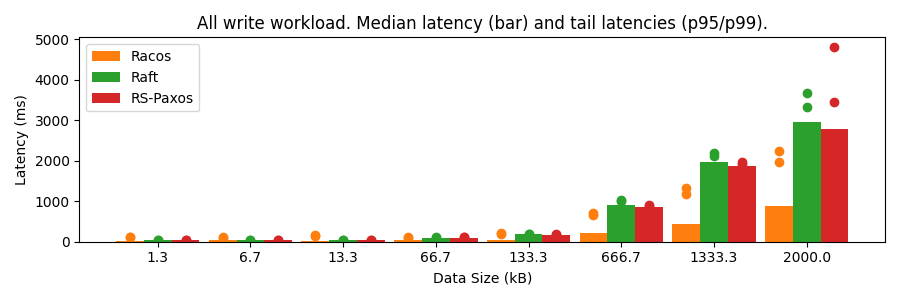 All write workload. Median latency (bar) and tail latencies (p95/p99).
5000
4000
3000
2000
1000
0
Latency (ms)
Racos
Raft
RS-Paxos
1.3 6.7 13.3 66.7 133.3 666.7 1333.3 2000.0
Data Size (kB)